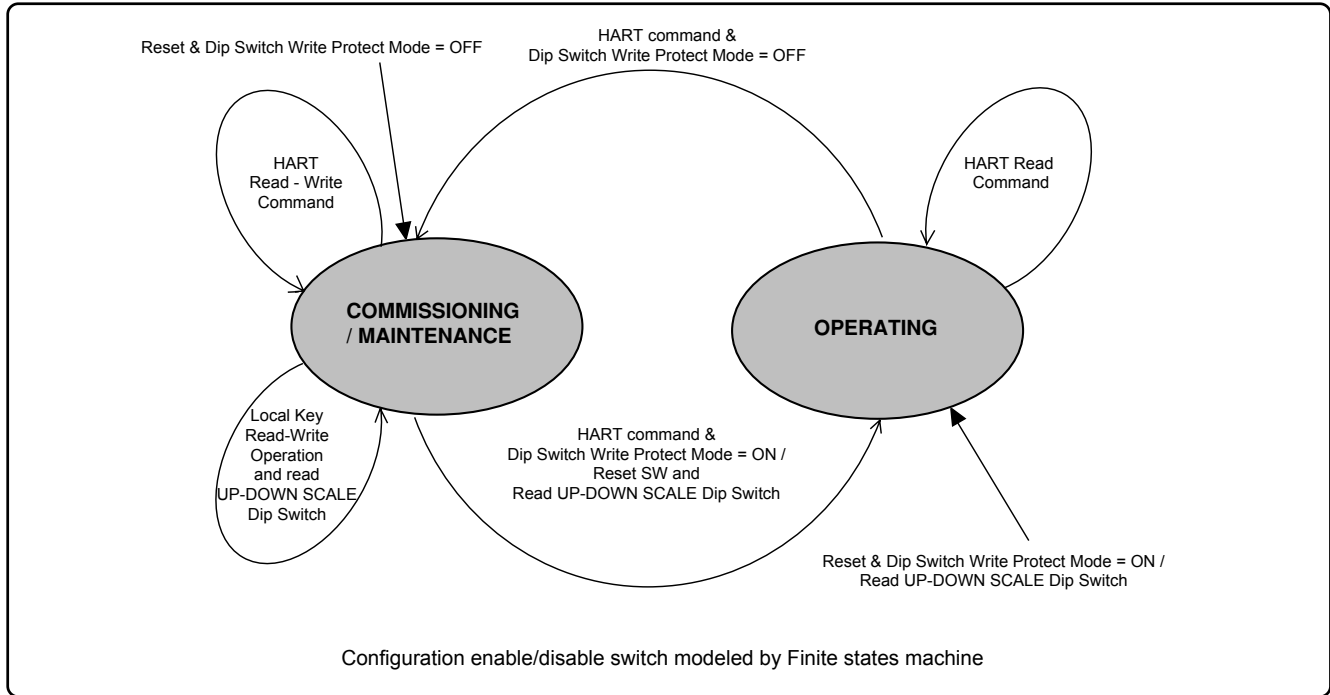 Reset & Dip Switch Write Protect Mode = OFF
HART command &
Dip Switch Write Protect Mode = OFF
HART
Read - Write
Command
HART Read
Command
COMMISSIONING
/ MAINTENANCE
OPERATING
Local Key
Read-Write
Operation
and read
UP-DOWN SCALE
Dip Switch
HART command &
Dip Switch Write Protect Mode = ON /
Reset SW and
Read UP-DOWN SCALE Dip Switch
Reset & Dip Switch Write Protect Mode = ON /
Read UP-DOWN SCALE Dip Switch
Configuration enable/disable switch modeled by Finite states machine